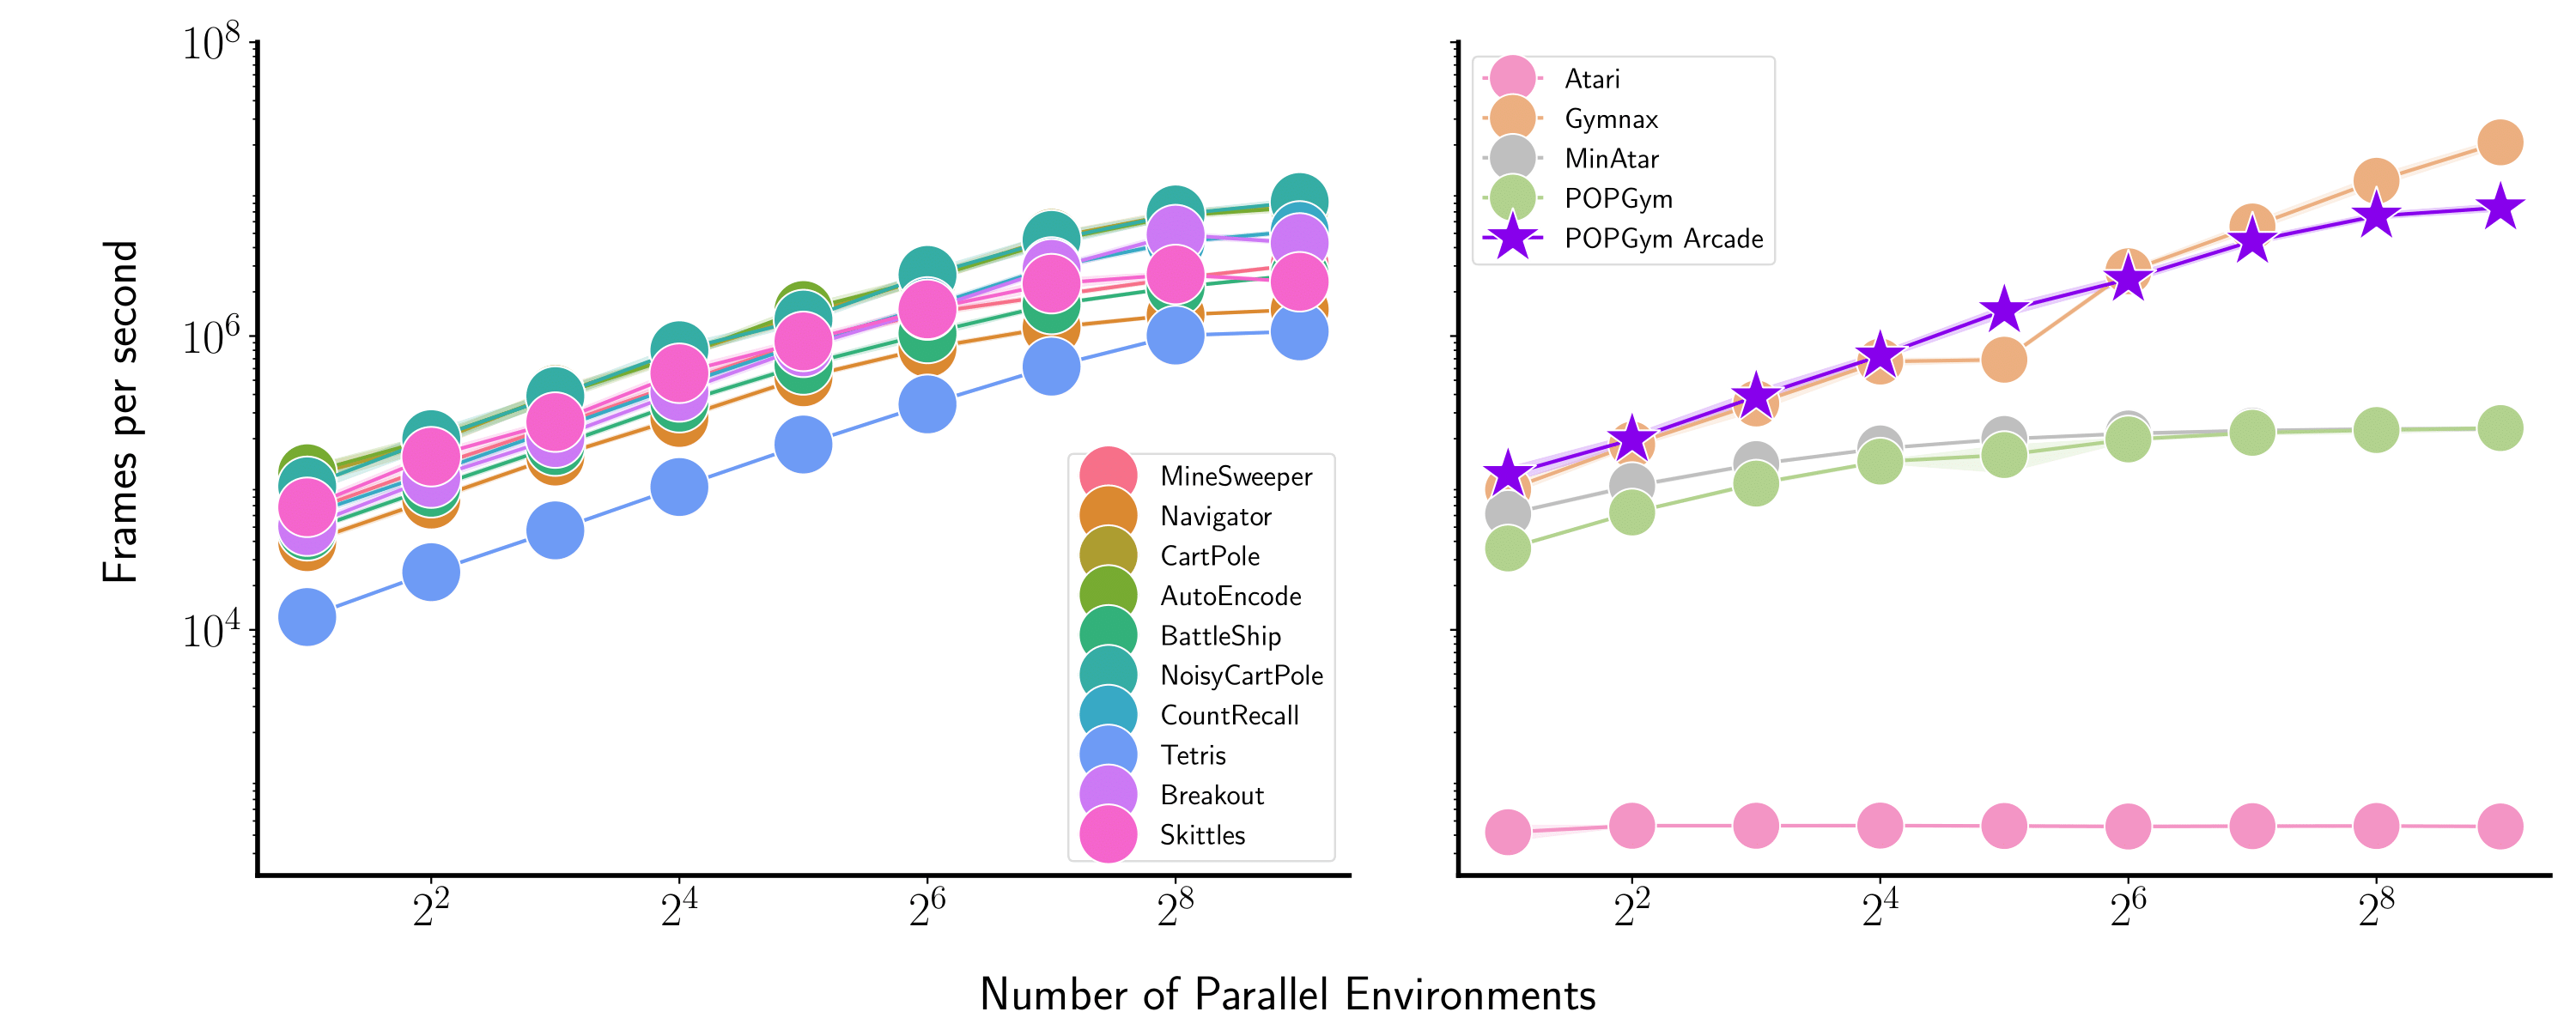 Frames per second
10^8
10^6
10^4
MineSweeper
Navigator
CartPole
AutoEncode
BattleShip
NoisyCartPole
CountRecall
Tetris
Breakout
Skittles
2^2 2^4 2^6 2^8
Atari
Gymnax
MinAtar
POPGym
POPGym Arcade
2^2 2^4 2^6 2^8
Number of Parallel Environments